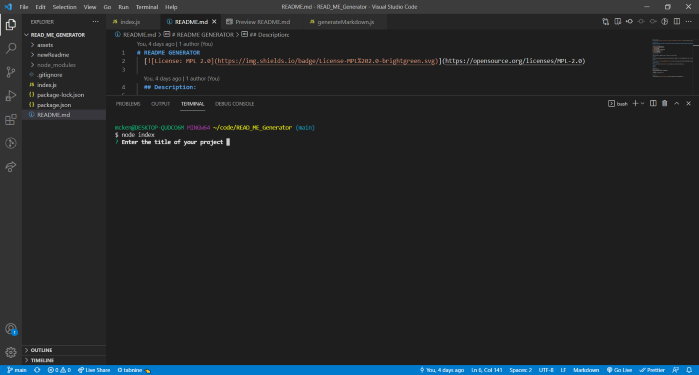 File Edit Selection View Go Run Terminal Help
README.md - READ_ME_Generator - Visual Studio Code
EXPLORER
READ_ME_GENERATOR
assets
newReadme
node_modules
.gitignore
index.js
package-lock.json
package.json
README.md
OUTLINE
TIMELINE
index.js
README.md
Preview README.md
generateMarkdown.js
README.md > # README GENERATOR > ## Description:
You, 4 days ago | 1 author (You)
1 # README GENERATOR
2 [![License: MPL 2.0](https://img.shields.io/badge/License-MPL%202.0-brightgreen.svg)](https://opensource.org/licenses/MPL-2.0)
3
You, 4 days ago | 1 author (You)
4 ## Description:
PROBLEMS OUTPUT TERMINAL DEBUG CONSOLE
bash
MINGW64 ~/code/READ_ME_Generator (main)
$ node index
? Enter the title of your project
1
main
0 0
Live Share
tabnine
You, 4 days ago
Ln 6, Col 141
Spaces: 2
UTF-8
LF
Markdown
Go Live
Prettier